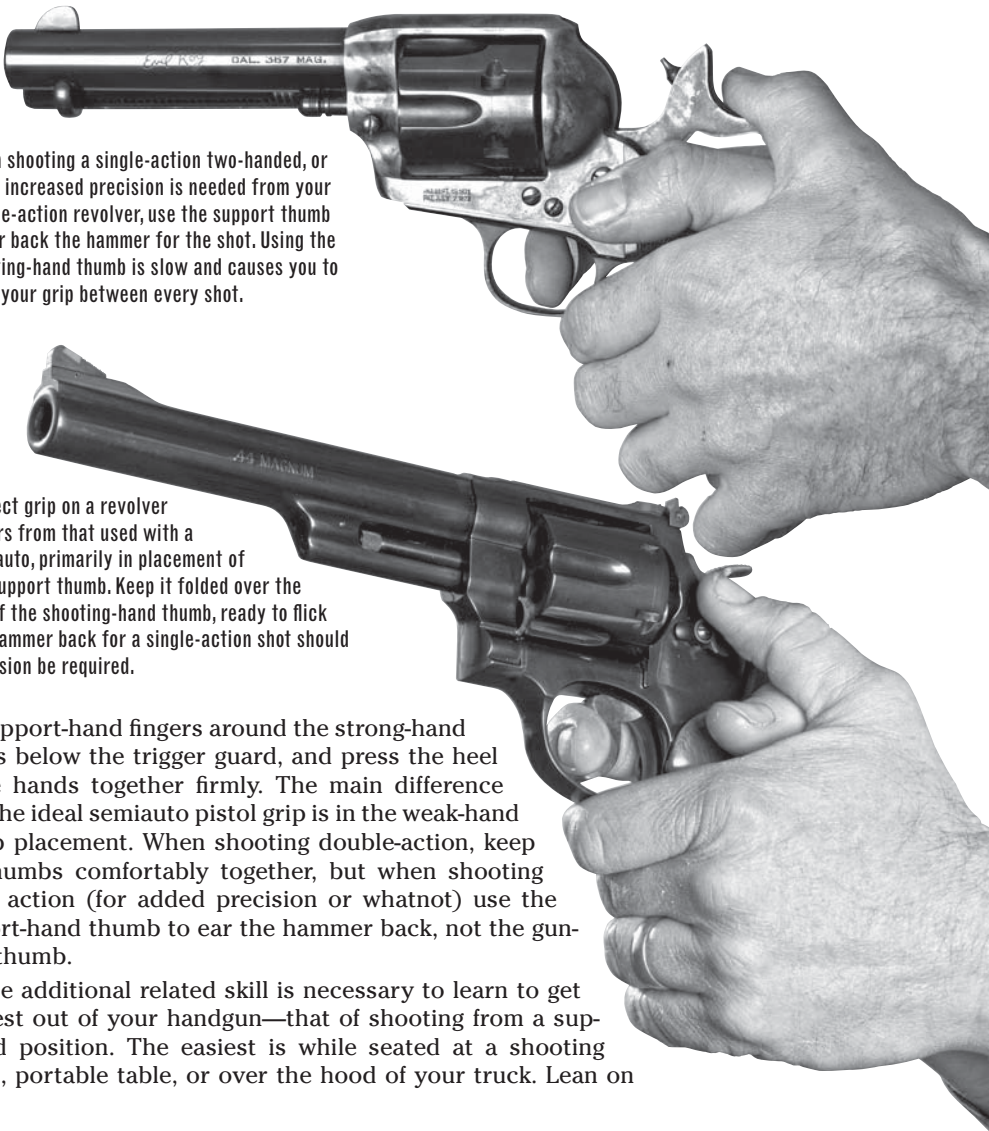 CAL. 357 MAG.
n shooting a single-action two-handed, or
increased precision is needed from your
le-action revolver, use the support thumb
r back the hammer for the shot. Using the
ting-hand thumb is slow and causes you to
your grip between every shot.
.44 MAGNUM
ect grip on a revolver
rs from that used with a
auto, primarily in placement of
upport thumb. Keep it folded over the
f the shooting-hand thumb, ready to flick
ammer back for a single-action shot should
sion be required.
pport-hand fingers around the strong-hand
s below the trigger guard, and press the heel
e hands together firmly. The main difference
he ideal semiauto pistol grip is in the weak-hand
b placement. When shooting double-action, keep
humbs comfortably together, but when shooting
action (for added precision or whatnot) use the
rt-hand thumb to ear the hammer back, not the gun-
thumb.
e additional related skill is necessary to learn to get
est out of your handgun—that of shooting from a sup-
d position. The easiest is while seated at a shooting
, portable table, or over the hood of your truck. Lean on